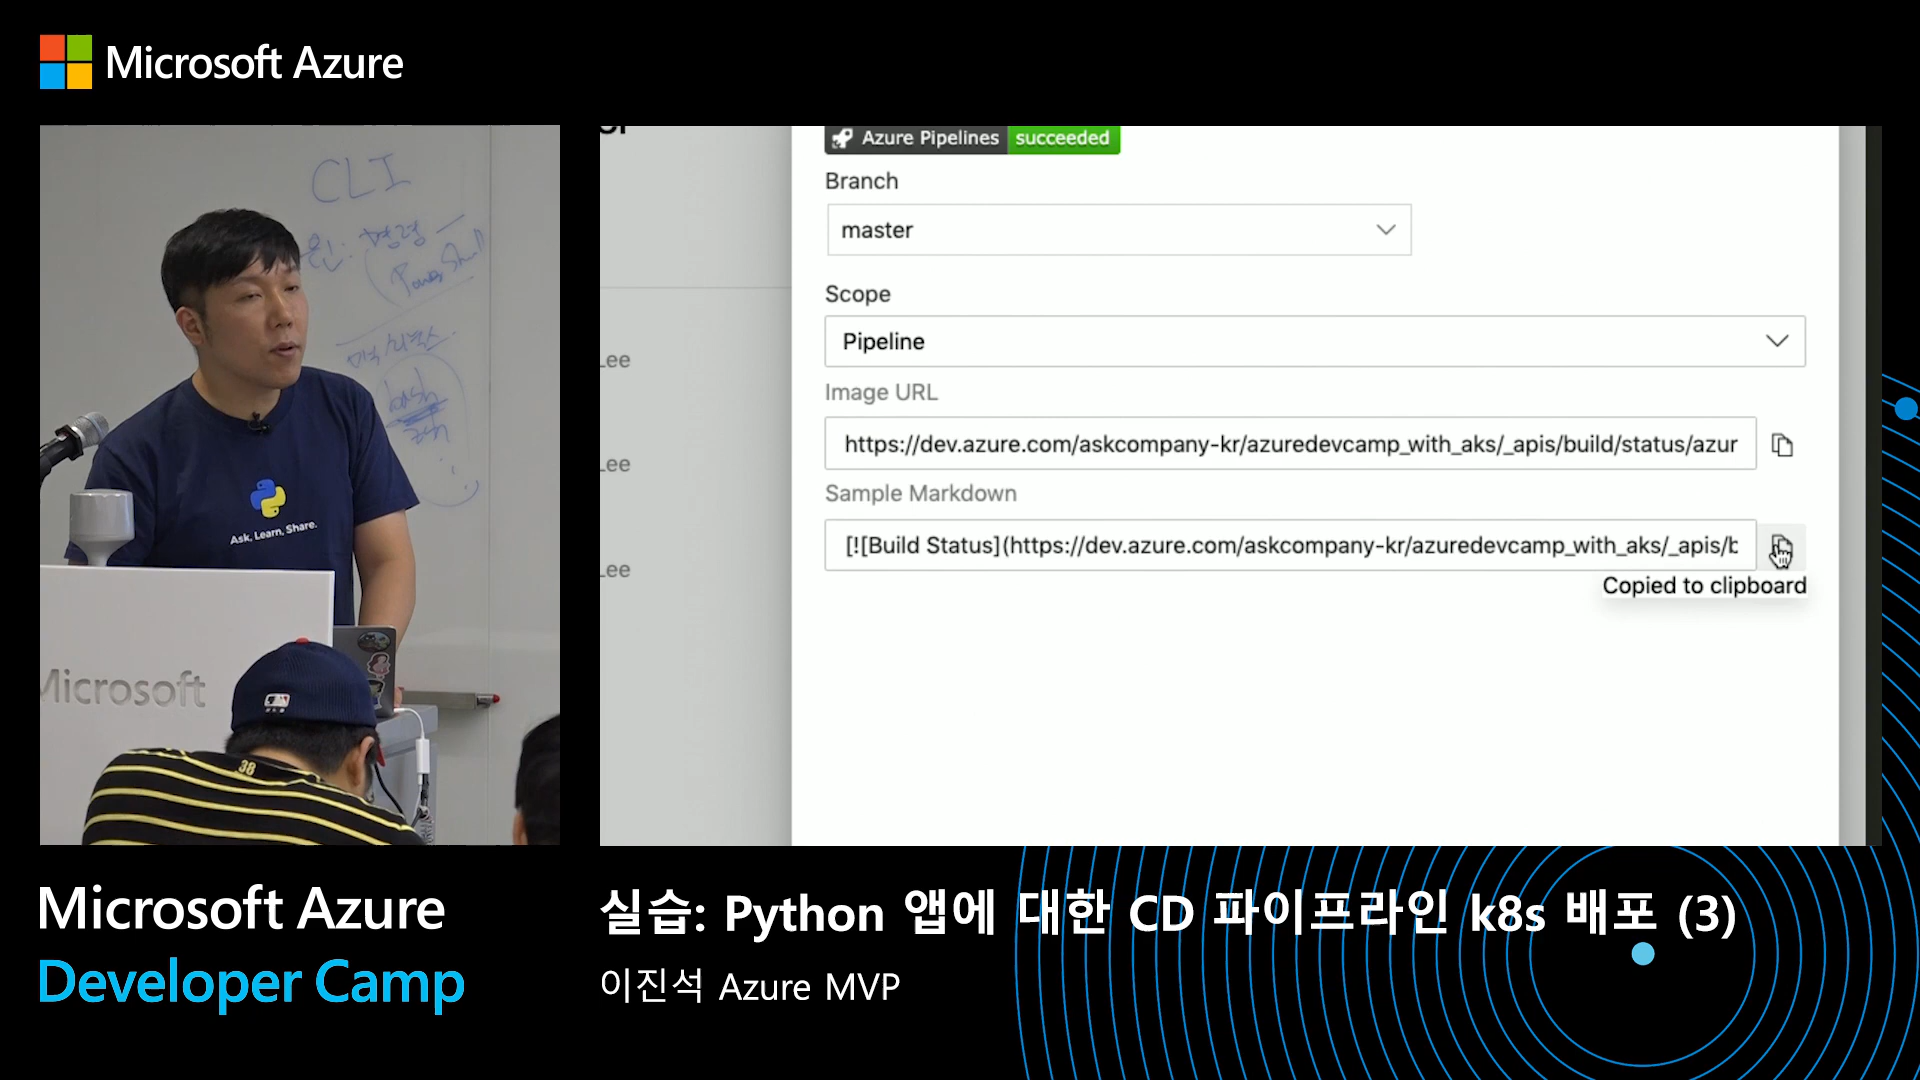 Microsoft Azure
CLI
bash
Ask, Learn, Share.
Microsoft
38
Azure Pipelines succeeded
Branch
master
Scope
Pipeline
Image URL
https://dev.azure.com/askcompany-kr/azuredevcamp_with_aks/_apis/build/status/azur
Sample Markdown
[![Build Status](https://dev.azure.com/askcompany-kr/azuredevcamp_with_aks/_apis/b
Copied to clipboard
Lee
Lee
Lee
Microsoft Azure
Developer Camp
실습: Python 앱에 대한 CD 파이프라인 k8s 배포 (3)
이진석 Azure MVP